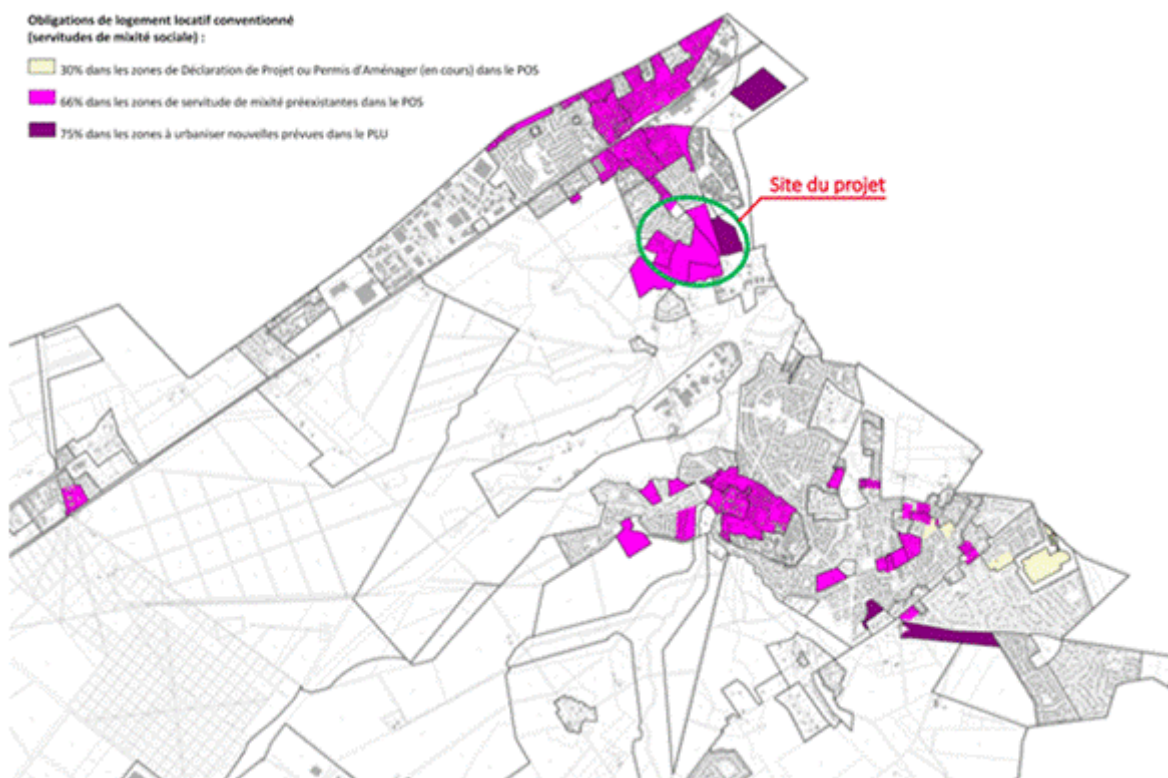 Obligations de logement locatif conventionné
(servitudes de mixité sociale) :
30% dans les zones de Déclaration de Projet ou Permis d'Aménager (en cours) dans le POS
66% dans les zones de servitude de mixité préexistantes dans le POS
75% dans les zones à urbaniser nouvelles prévues dans le PLU
Site du projet